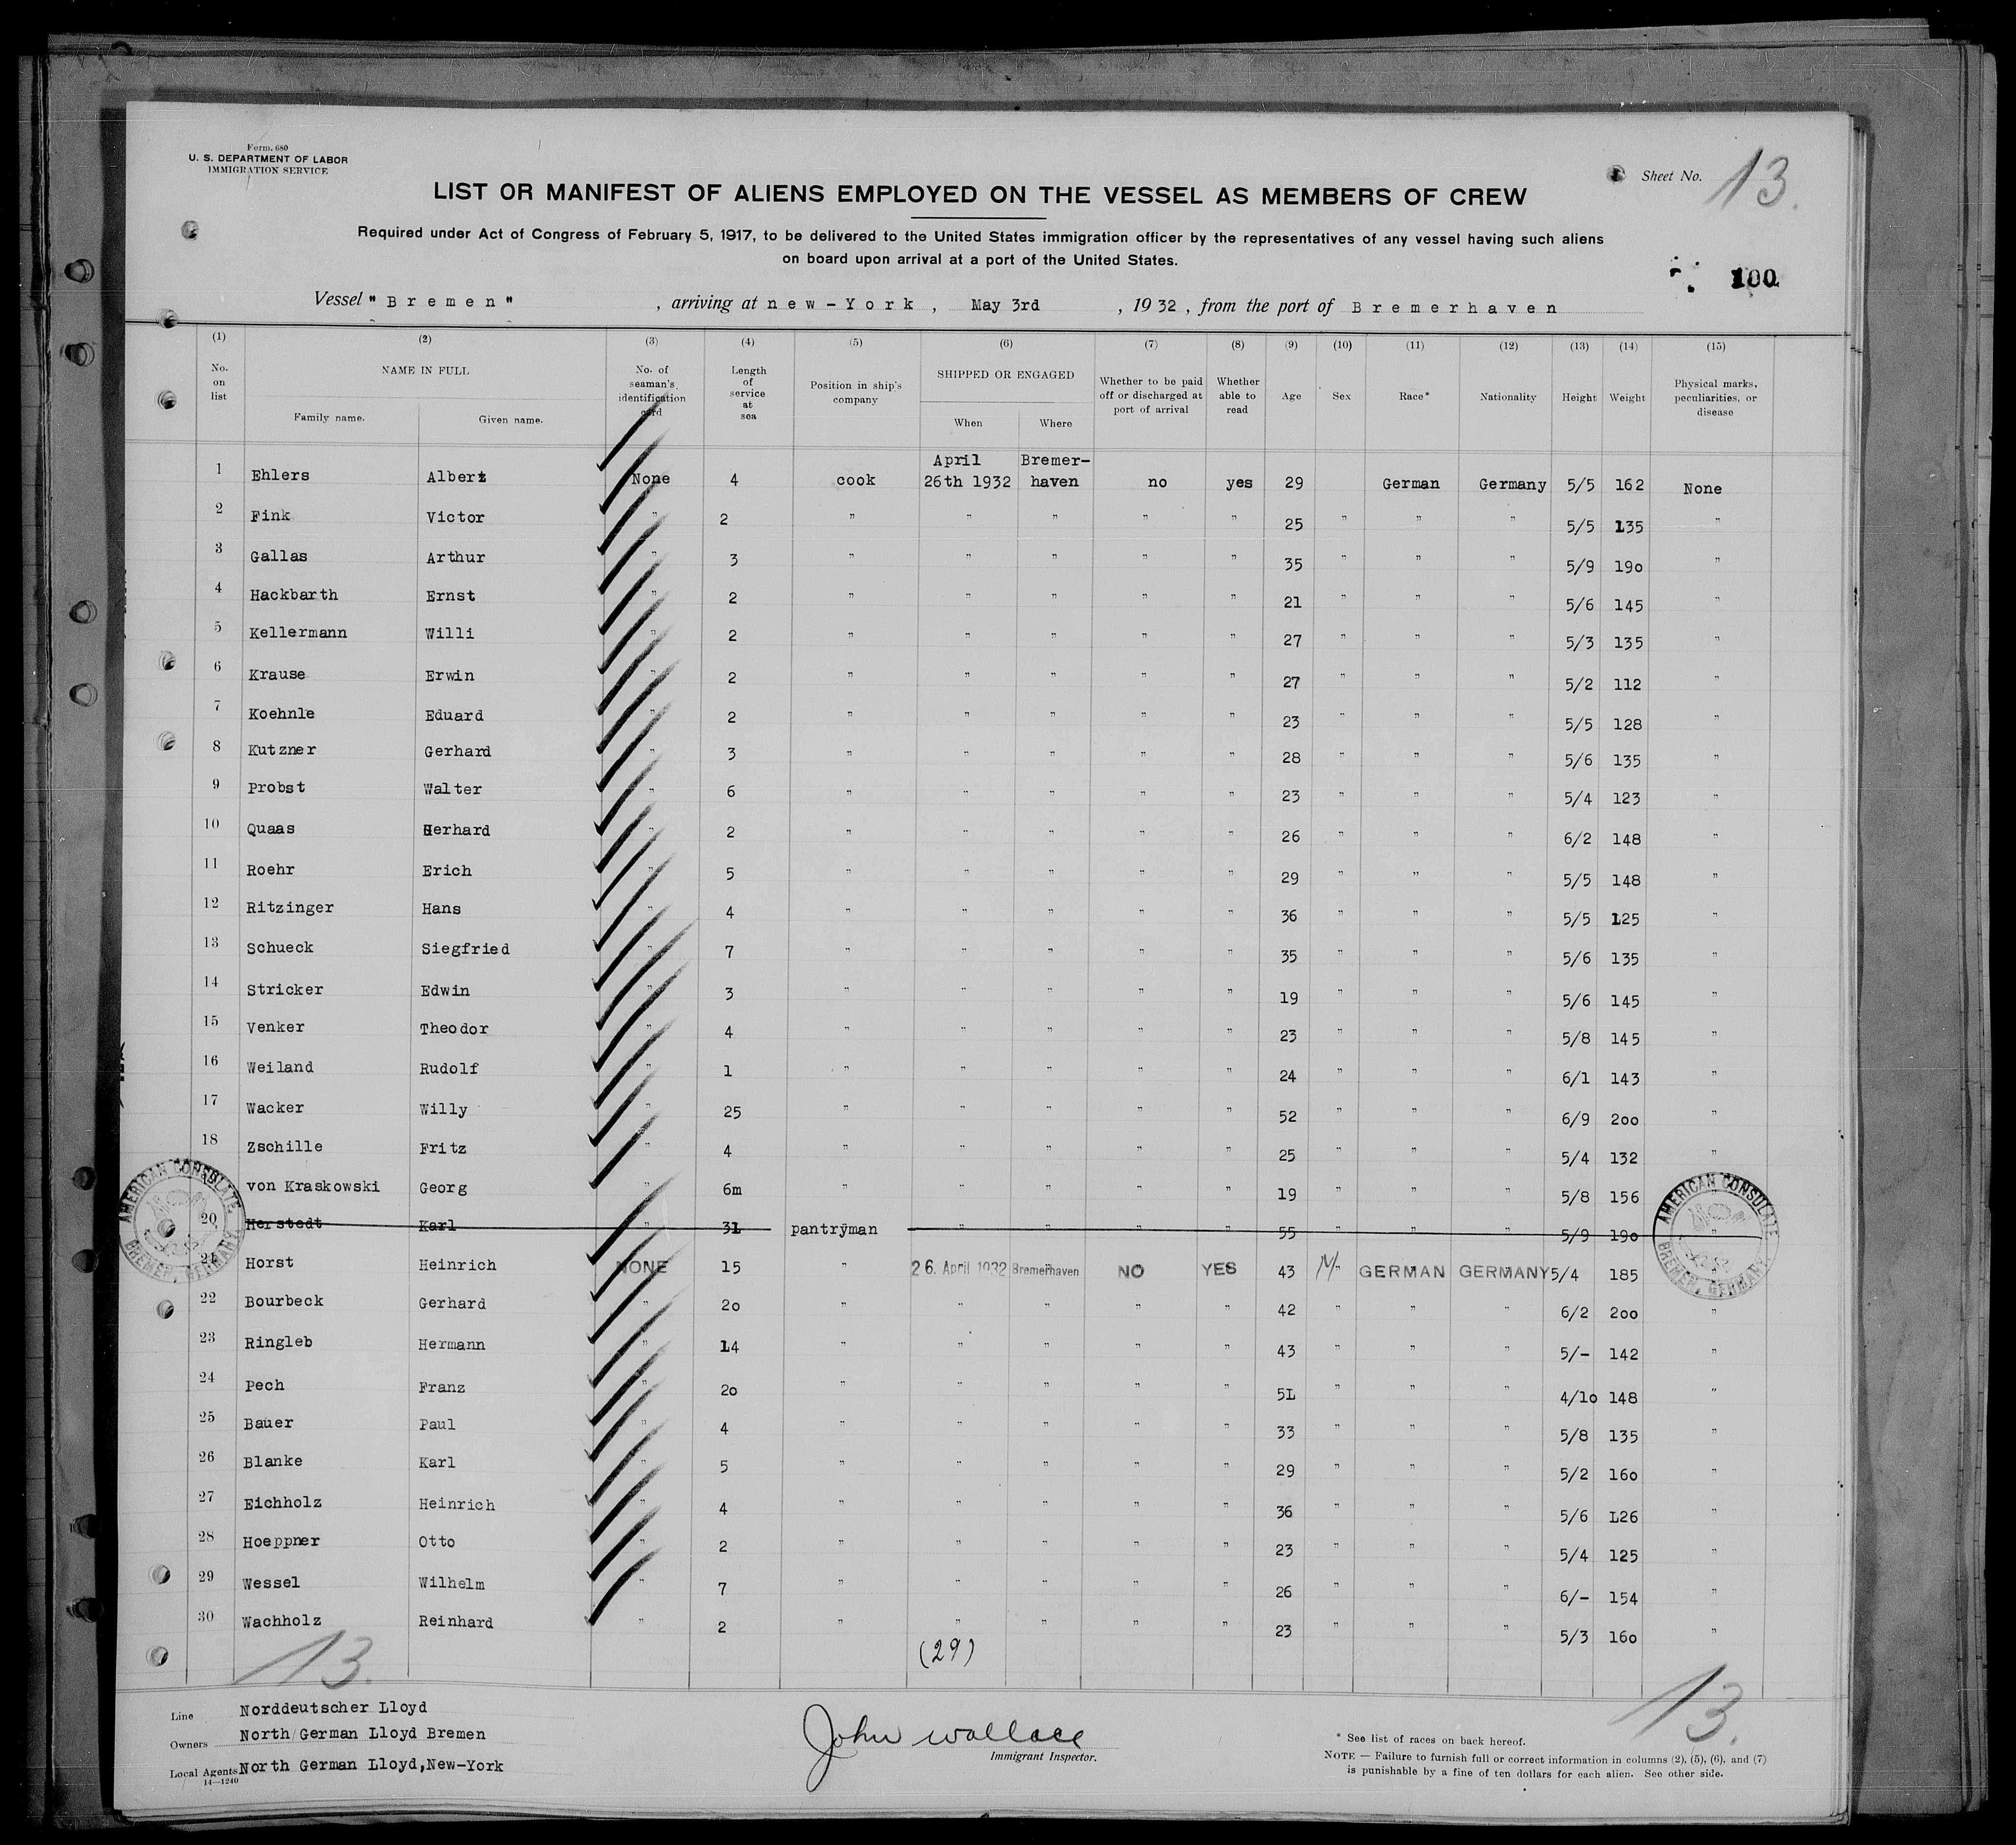 Form. 680
U. S. DEPARTMENT OF LABOR
IMMIGRATION SERVICE
Sheet No. 13.
LIST OR MANIFEST OF ALIENS EMPLOYED ON THE VESSEL AS MEMBERS OF CREW
Required under Act of Congress of February 5, 1917, to be delivered to the United States immigration officer by the representatives of any vessel having such aliens
on board upon arrival at a port of the United States.
100
Vessel "Bremen", arriving at new-York, May 3rd, 1932, from the port of Bremerhaven
(1) (2) (3) (4) (5) (6) (7) (8) (9) (10) (11) (12) (13) (14) (15)
No. on list NAME IN FULL Family name. Given name. No. of seaman's identification card Length of service at sea Position in ship's company SHIPPED OR ENGAGED When Where Whether to be paid off or discharged at port of arrival Whether able to read Age Sex Race* Nationality Height Weight Physical marks, peculiarities, or disease
1 Ehlers Albert None 4 cook April 26th 1932 Bremer-haven no yes 29 German Germany 5/5 162 None
2 Fink Victor " 2 " " " " " 25 " " " 5/5 135 "
3 Gallas Arthur " 3 " " " " " 35 " " " 5/9 19o "
4 Hackbarth Ernst " 2 " " " " " 21 " " " 5/6 145 "
5 Kellermann Willi " 2 " " " " " 27 " " " 5/3 135 "
6 Krause Erwin " 2 " " " " " 27 " " " 5/2 112 "
7 Koehnle Eduard " 2 " " " " " 23 " " " 5/5 128 "
8 Kutzner Gerhard " 3 " " " " " 28 " " " 5/6 135 "
9 Probst Walter " 6 " " " " " 23 " " " 5/4 123 "
10 Quaas Gerhard " 2 " " " " " 26 " " " 6/2 148 "
11 Roehr Erich " 5 " " " " " 29 " " " 5/5 148 "
12 Ritzinger Hans " 4 " " " " " 36 " " " 5/5 125 "
13 Schueck Siegfried " 7 " " " " " 35 " " " 5/6 135 "
14 Stricker Edwin " 3 " " " " " 19 " " " 5/6 145 "
15 Venker Theodor " 4 " " " " " 23 " " " 5/8 145 "
16 Weiland Rudolf " 1 " " " " " 24 " " " 6/1 143 "
17 Wacker Willy " 25 " " " " " 52 " " " 6/9 2oo "
18 Zschille Fritz " 4 " " " " " 25 " " " 5/4 132 "
von Kraskowski Georg 6m " " " " " 19 " " " 5/8 156 "
20 Herstedt Karl " 31 pantryman " " " " 55 " " " 5/9 19o "
21 Horst Heinrich NONE 15 " 26. April 1932 Bremerhaven NO YES 43 M GERMAN GERMANY 5/4 185
22 Bourbeck Gerhard " 2o " " " " " 42 " " " 6/2 2oo "
23 Ringleb Hermann " 14 " " " " " 43 " " " 5/- 142 "
24 Pech Franz " 2o " " " " " 5L " " " 4/1o 148 "
25 Bauer Paul " 4 " " " " " 33 " " " 5/8 135 "
26 Blanke Karl " 5 " " " " " 29 " " " 5/2 16o "
27 Eichholz Heinrich " 4 " " " " " 36 " " " 5/6 L26 "
28 Hoeppner Otto " 2 " " " " " 23 " " " 5/4 125 "
29 Wessel Wilhelm " 7 " " " " " 26 " " " 6/- 154 "
30 Wachholz Reinhard " 2 " " " " " 23 " " " 5/3 16o "
AMERICAN CONSULATE BREMEN, GERMANY
AMERICAN CONSULATE BREMEN, GERMANY
(29)
13. 13.
Line Norddeutscher Lloyd
Owners North German Lloyd Bremen
Local Agents North German Lloyd,New-York
14—1240
John Wallace
Immigrant Inspector.
* See list of races on back hereof.
NOTE — Failure to furnish full or correct information in columns (2), (5), (6), and (7)
is punishable by a fine of ten dollars for each alien. See other side.